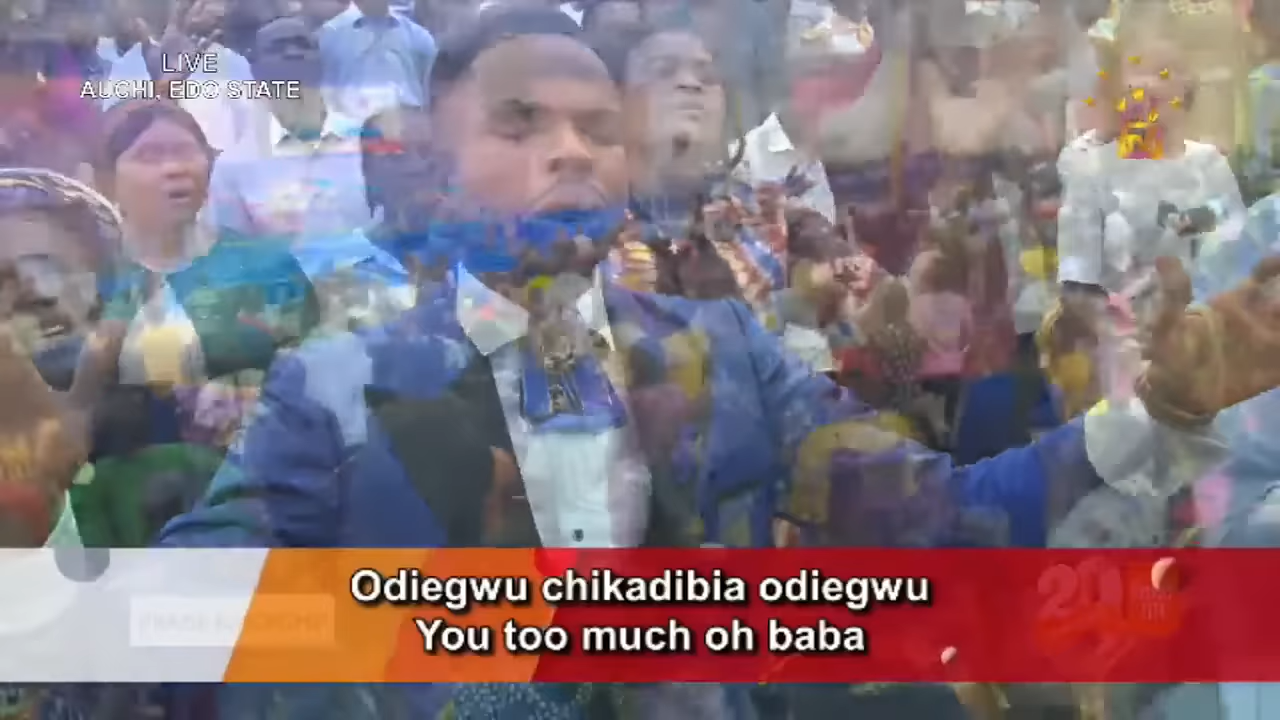 LIVE
AUCHI, EDO STATE
Odiegwu chikadibia odiegwu
You too much oh baba